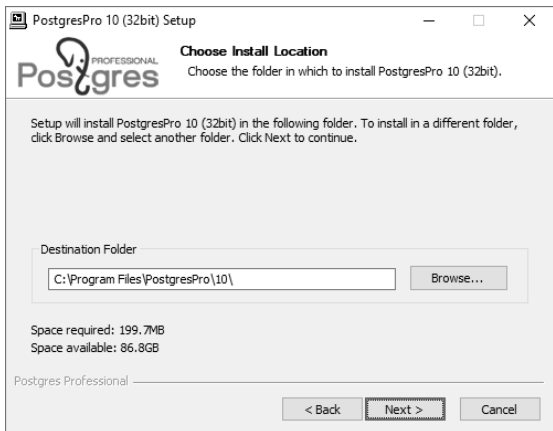 PostgresPro 10 (32bit) Setup
PROFESSIONAL
Postgres
Choose Install Location
Choose the folder in which to install PostgresPro 10 (32bit).
Setup will install PostgresPro 10 (32bit) in the following folder. To install in a different folder,
click Browse and select another folder. Click Next to continue.
Destination Folder
C:\Program Files\PostgresPro\10\
Browse...
Space required: 199.7MB
Space available: 86.8GB
Postgres Professional
< Back
Next >
Cancel